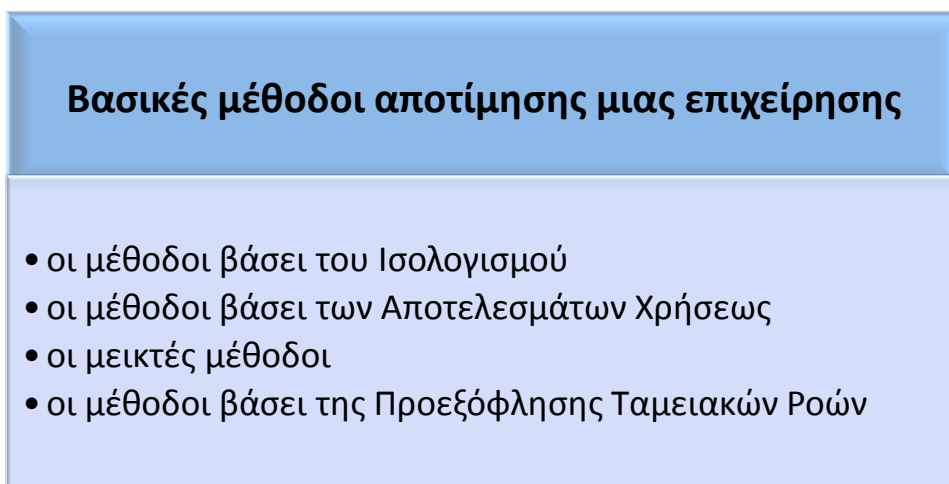 Βασικές μέθοδοι αποτίμησης μιας επιχείρησης
• οι μέθοδοι βάσει του Ισολογισμού
• οι μέθοδοι βάσει των Αποτελεσμάτων Χρήσεως
• οι μεικτές μέθοδοι
• οι μέθοδοι βάσει της Προεξόφλησης Ταμειακών Ροών